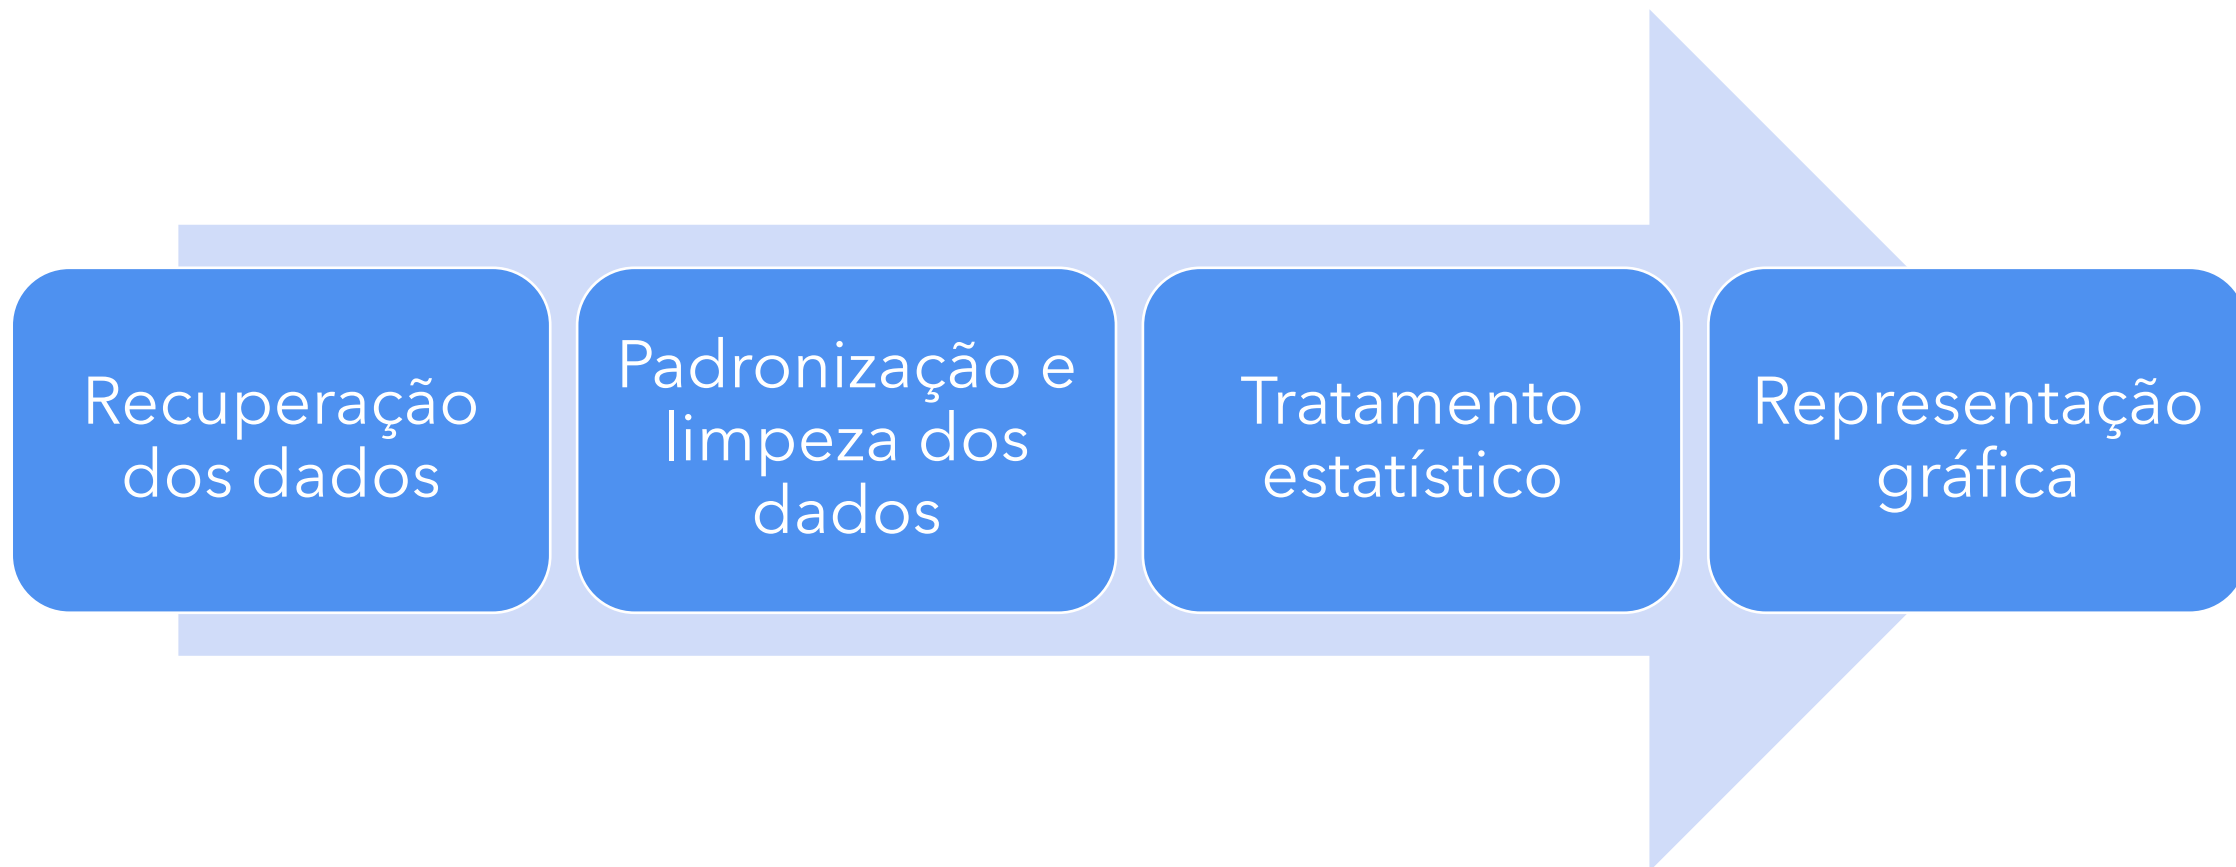 Recuperação
dos dados
Padronização e
limpeza dos
dados
Tratamento
estatístico
Representação
gráfica